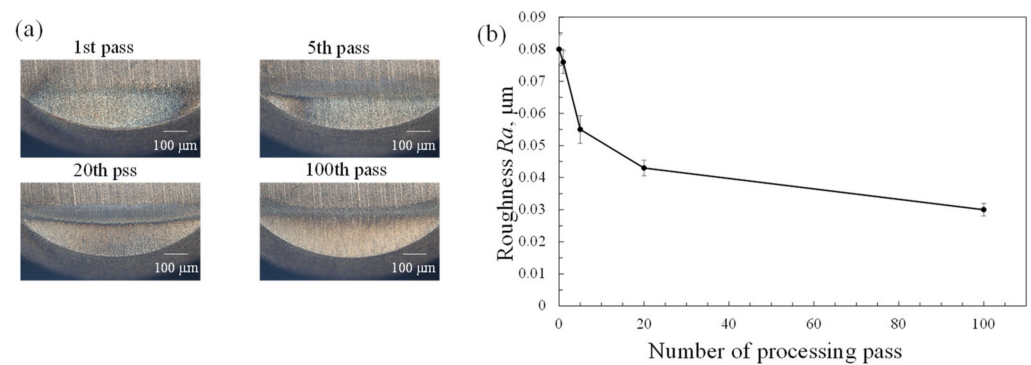 (a)
1st pass
5th pass
100 μm
100 μm
20th pss
100th pass
100 μm
100 μm
(b)
0.09
0.08
0.07
0.06
0.05
0.04
0.03
0.02
0.01
0
Roughness Ra, μm
0
20
40
60
80
100
Number of processing pass